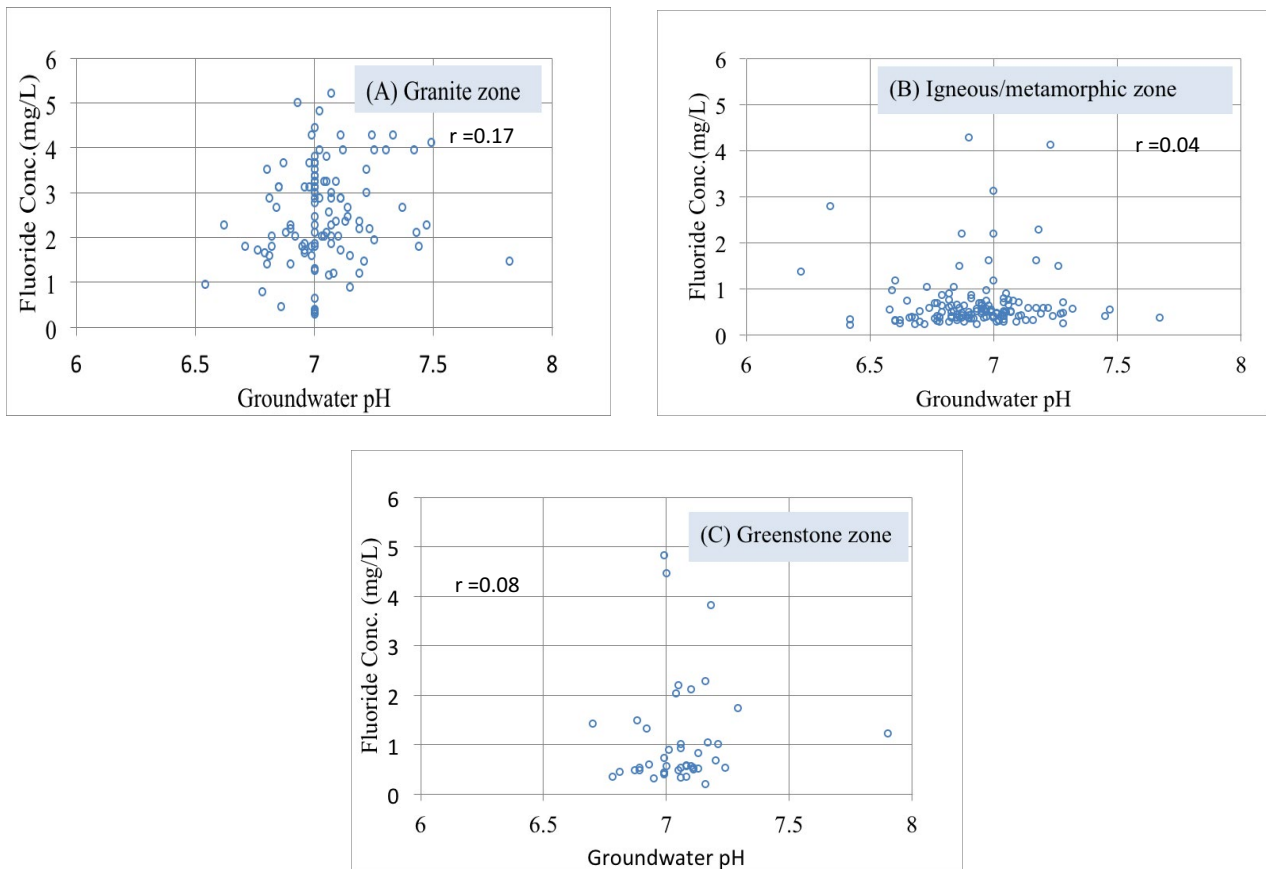 (A) Granite zone
r =0.17
Fluoride Conc.(mg/L)
6
5
4
3
2
1
0
6 6.5 7 7.5 8
Groundwater pH
(B) Igneous/metamorphic zone
r =0.04
Fluoride Conc.(mg/L)
6
5
4
3
2
1
0
6 6.5 7 7.5 8
Groundwater pH
(C) Greenstone zone
r =0.08
Fluoride Conc. (mg/L)
6
5
4
3
2
1
0
6 6.5 7 7.5 8
Groundwater pH